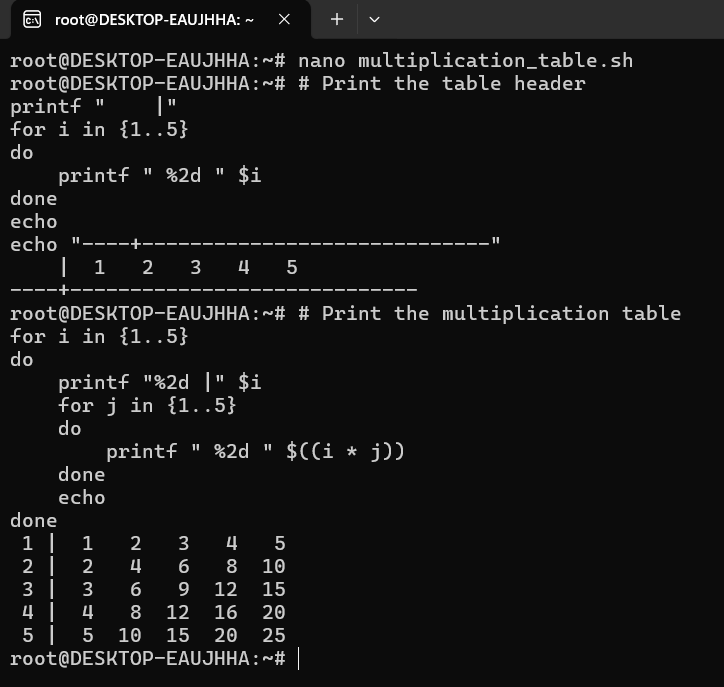 root@DESKTOP-EAUJHHA: ~
root@DESKTOP-EAUJHHA:~# nano multiplication_table.sh
root@DESKTOP-EAUJHHA:~# # Print the table header
printf "    |"
for i in {1..5}
do
    printf " %2d " $i
done
echo
echo "----+-----------------------------"
    |  1   2   3   4   5
----+-----------------------------
root@DESKTOP-EAUJHHA:~# # Print the multiplication table
for i in {1..5}
do
    printf "%2d |" $i
    for j in {1..5}
    do
        printf " %2d " $((i * j))
    done
    echo
done
 1 |  1   2   3   4   5
 2 |  2   4   6   8  10
 3 |  3   6   9  12  15
 4 |  4   8  12  16  20
 5 |  5  10  15  20  25
root@DESKTOP-EAUJHHA:~#